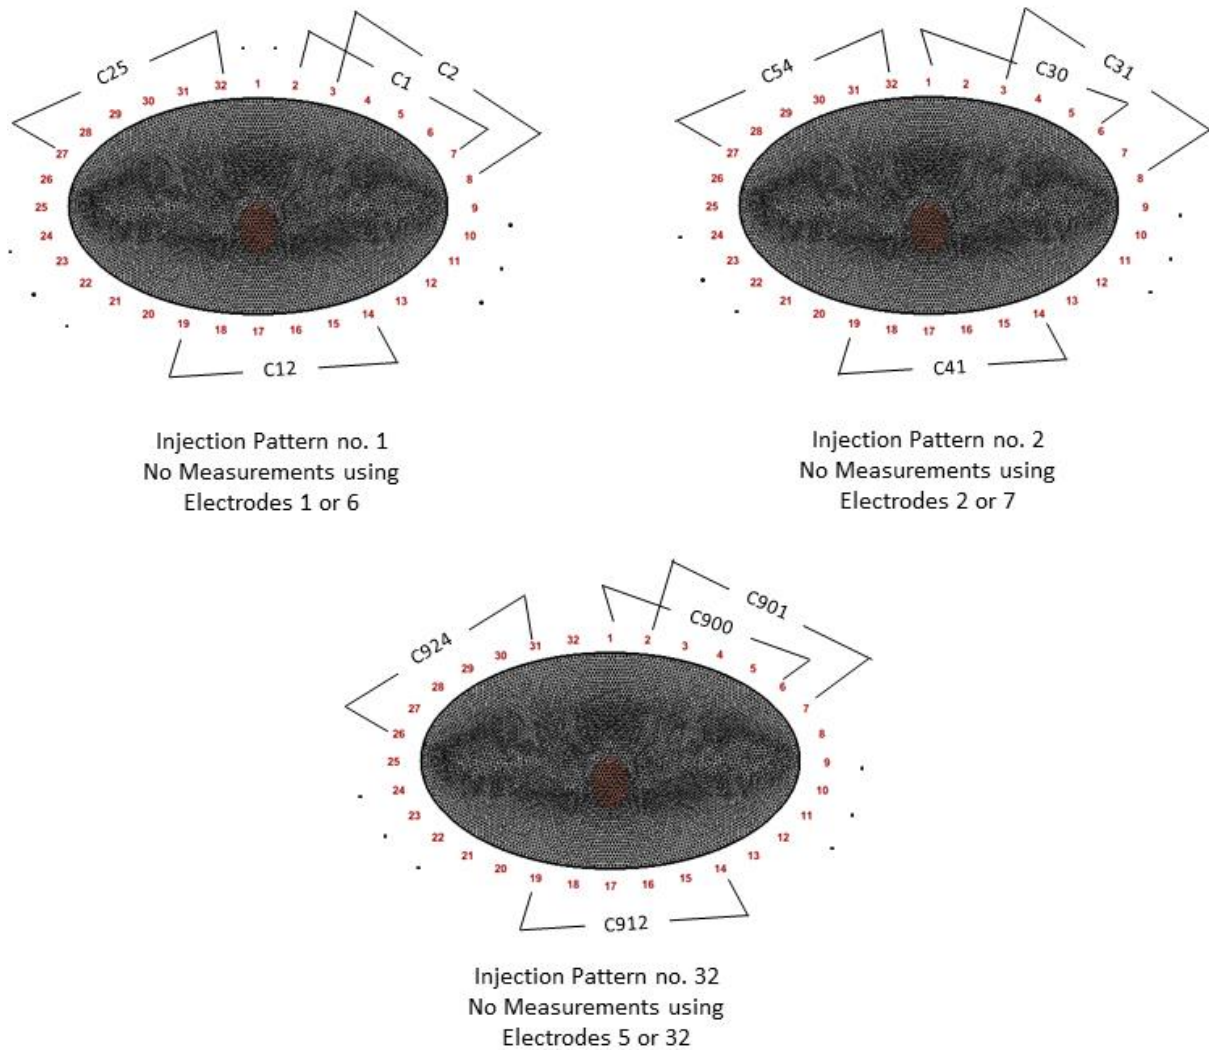 C25
C1
C2
32 1 2 3 4 5 6 7 8 9 10 11 12 13 14 15 16 17 18 19 20 21 22 23 24 25 26 27 28 29 30 31
C12
Injection Pattern no. 1
No Measurements using
Electrodes 1 or 6
C54
C30
C31
32 1 2 3 4 5 6 7 8 9 10 11 12 13 14 15 16 17 18 19 20 21 22 23 24 25 26 27 28 29 30 31
C41
Injection Pattern no. 2
No Measurements using
Electrodes 2 or 7
C924
C900
C901
32 1 2 3 4 5 6 7 8 9 10 11 12 13 14 15 16 17 18 19 20 21 22 23 24 25 26 27 28 29 30 31
C912
Injection Pattern no. 32
No Measurements using
Electrodes 5 or 32